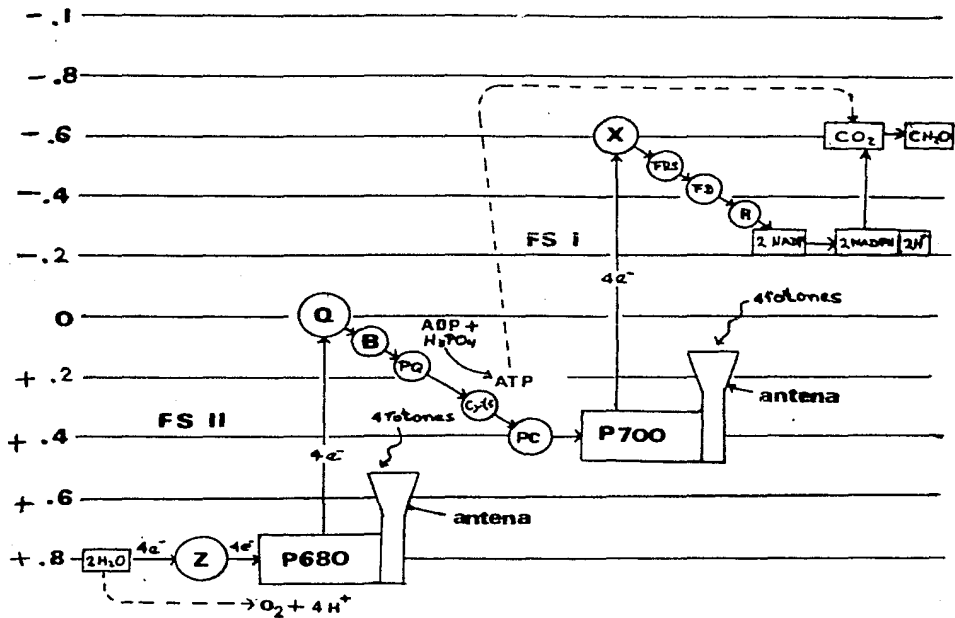 -.1
-.8
-.6
-.4
-.2
0
+.2
+.4
+.6
+.8
X
CO₂
CH₂O
FRS
FD
R
FS I
2 NADP
2 NADPH
2H⁺
4e⁻
4 fotones
Q
B
PQ
ADP +
H₃PO₄
ATP
Cyt f
PC
P700
antena
FS II
4e⁻
4 fotones
antena
2H₂O
4e⁻
Z
4e⁻
P680
O₂ + 4H⁺